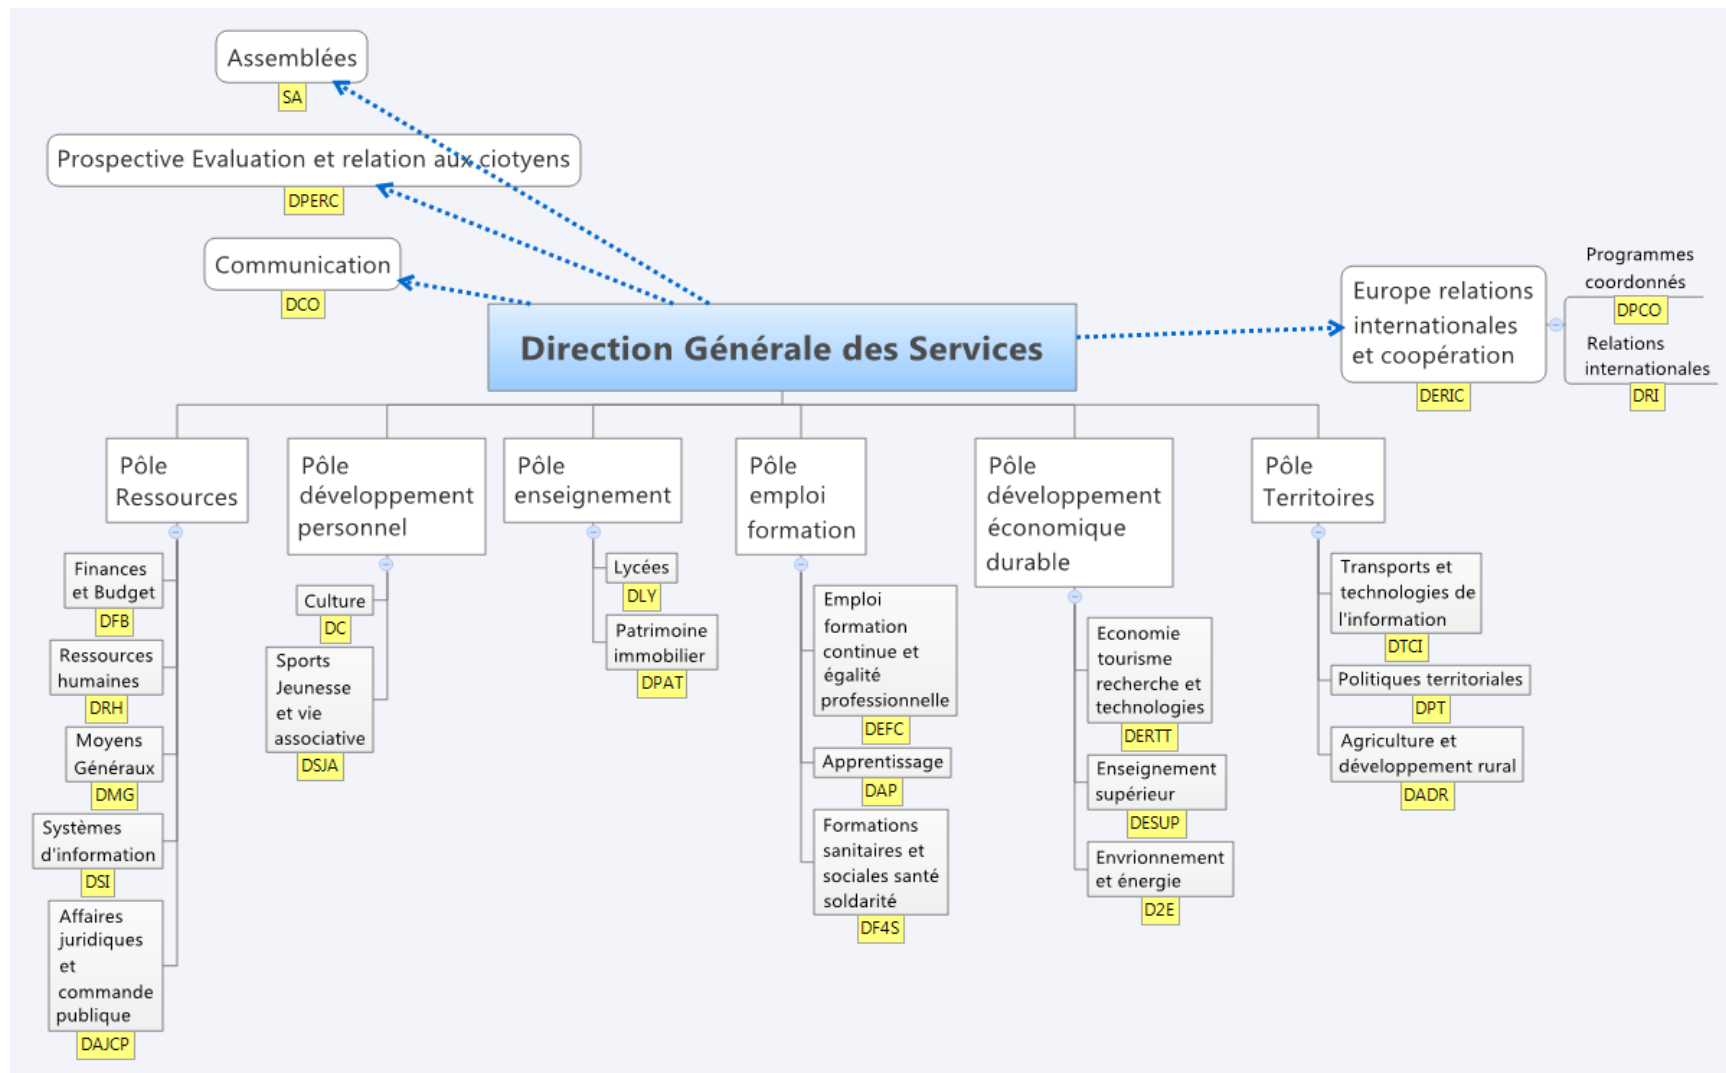 Assemblées
SA
Prospective Evaluation et relation aux ciotyens
DPERC
Communication
DCO
Direction Générale des Services
Europe relations
internationales
et coopération
DERIC
Programmes
coordonnés
DPCO
Relations
internationales
DRI
Pôle
Ressources
Finances
et Budget
DFB
Ressources
humaines
DRH
Moyens
Généraux
DMG
Systèmes
d'information
DSI
Affaires
juridiques
et
commande
publique
DAJCP
Pôle
développement
personnel
Culture
DC
Sports
Jeunesse
et vie
associative
DSJA
Pôle
enseignement
Lycées
DLY
Patrimoine
immobilier
DPAT
Pôle
emploi
formation
Emploi
formation
continue et
égalité
professionnelle
DEFC
Apprentissage
DAP
Formations
sanitaires et
sociales santé
soldarité
DF4S
Pôle
développement
économique
durable
Economie
tourisme
recherche et
technologies
DERTT
Enseignement
supérieur
DESUP
Envrionnement
et énergie
D2E
Pôle
Territoires
Transports et
technologies de
l'information
DTCI
Politiques territoriales
DPT
Agriculture et
développement rural
DADR